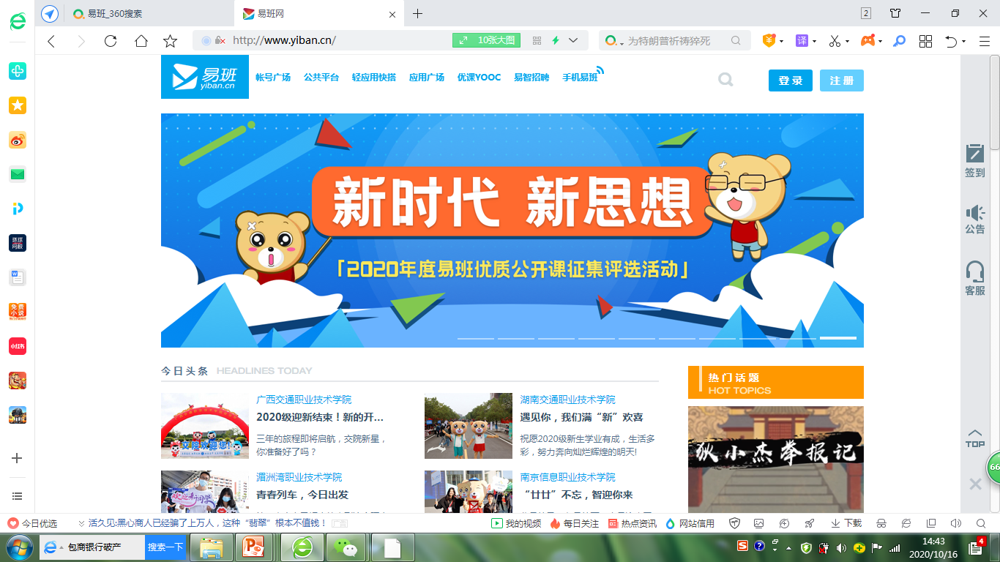 易班_360搜索
易班网
2
http://www.yiban.cn/
10张大图
为特朗普祈祷猝死
译
易班
yiban.cn
帐号广场 公共平台 轻应用快搭 应用广场 优课YOOC 易智招聘 手机易班
登录
注册
新时代 新思想
「2020年度易班优质公开课征集评选活动」
签到
公告
客服
TOP
66
环球网校
免费小说
小红书
今日头条 HEADLINES TODAY
热门话题
HOT TOPICS
广西交通职业技术学院
2020级迎新结束！新的开...
三年的旅程即将启航，交院新星，
你准备好了吗？
交院欢迎您!
湖南交通职业技术学院
遇见你，我们满“新”欢喜
祝愿2020级新生学业有成，生活多
彩，努力奔向灿烂辉煌的明天!
狄小杰举报记
湄洲湾职业技术学院
青春列车，今日出发
欢迎新同学
南京信息职业技术学院
“廿廿”不忘，智迎你来
今日优选
活久见:黑心商人已经骗了上万人，这种“翡翠”根本不值钱！
广告
我的视频
每日关注
热点资讯
网站信用
下载
包商银行破产
搜索一下
14:43
2020/10/16
4